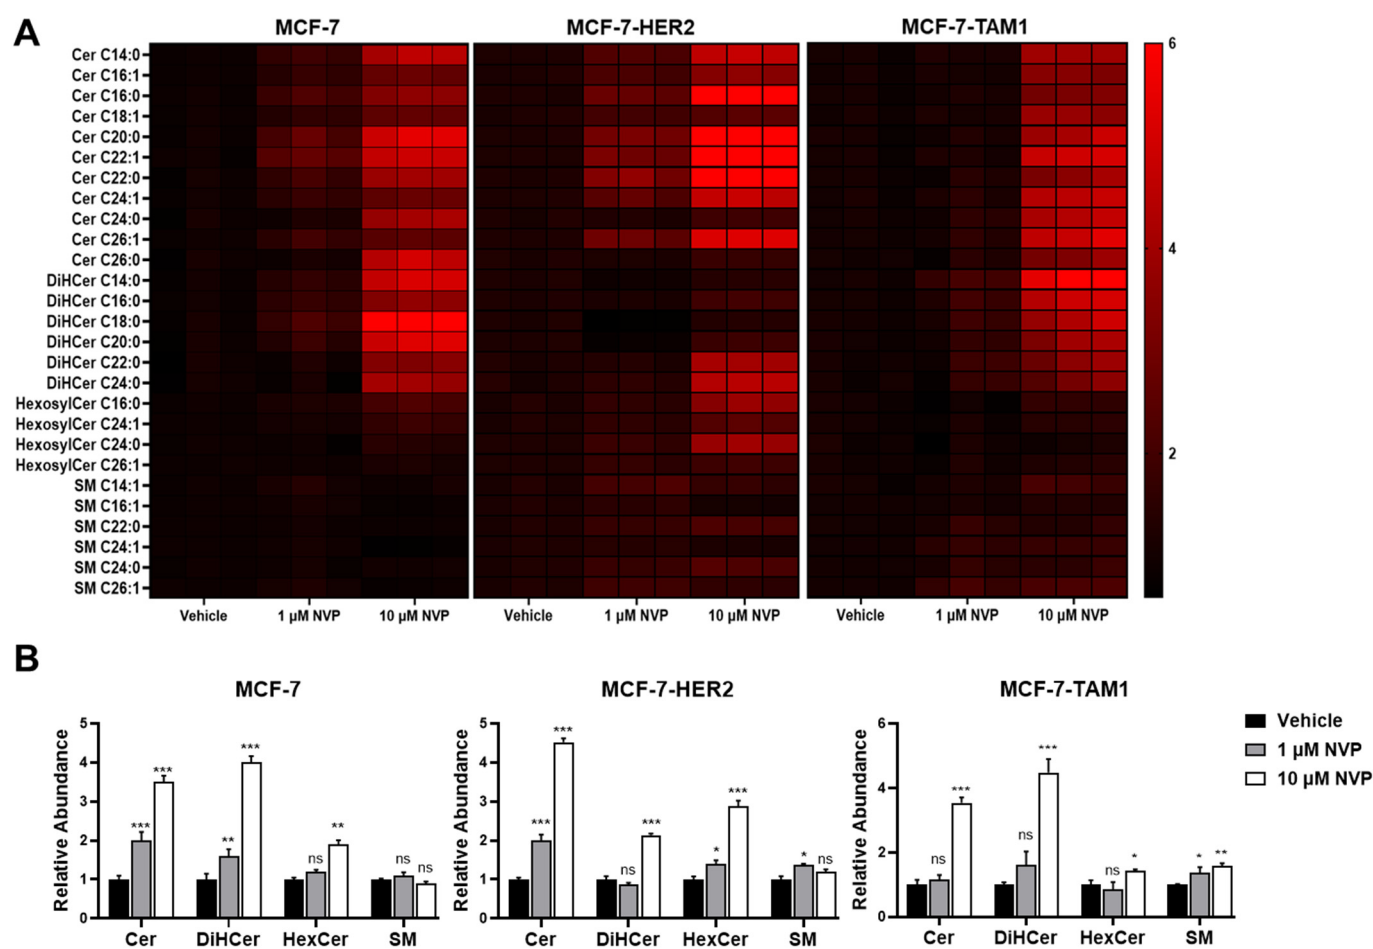 A
MCF-7 MCF-7-HER2 MCF-7-TAM1
Cer C14:0
Cer C16:1
Cer C16:0
Cer C18:1
Cer C20:0
Cer C22:1
Cer C22:0
Cer C24:1
Cer C24:0
Cer C26:1
Cer C26:0
DiHCer C14:0
DiHCer C16:0
DiHCer C18:0
DiHCer C20:0
DiHCer C22:0
DiHCer C24:0
HexosylCer C16:0
HexosylCer C24:1
HexosylCer C24:0
HexosylCer C26:1
SM C14:1
SM C16:1
SM C22:0
SM C24:1
SM C24:0
SM C26:1
6
4
2
Vehicle 1 µM NVP 10 µM NVP Vehicle 1 µM NVP 10 µM NVP Vehicle 1 µM NVP 10 µM NVP
B
MCF-7
Relative Abundance
5
4
3
2
1
0
*** *** ** *** ns ** ns ns
Cer DiHCer HexCer SM
MCF-7-HER2
Relative Abundance
5
4
3
2
1
0
*** *** ns *** * *** * ns
Cer DiHCer HexCer SM
MCF-7-TAM1
Relative Abundance
6
4
2
0
ns *** ns *** ns * * **
Cer DiHCer HexCer SM
Vehicle
1 µM NVP
10 µM NVP